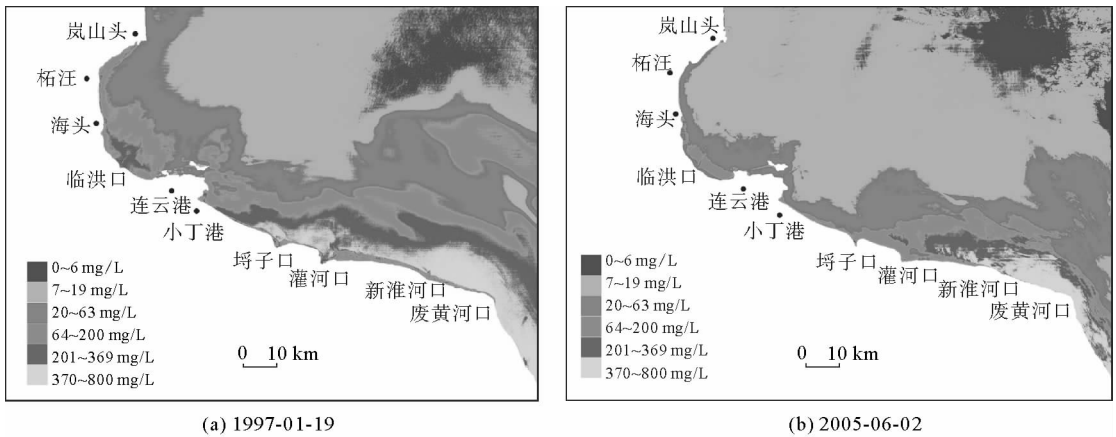 岚山头
柘汪
海头
临洪口
连云港
小丁港
埒子口
灌河口
新淮河口
废黄河口
0~6 mg/L
7~19 mg/L
20~63 mg/L
64~200 mg/L
201~369 mg/L
370~800 mg/L
0 10 km
(a) 1997-01-19
岚山头
柘汪
海头
临洪口
连云港
小丁港
埒子口
灌河口
新淮河口
废黄河口
0~6 mg/L
7~19 mg/L
20~63 mg/L
64~200 mg/L
201~369 mg/L
370~800 mg/L
0 10 km
(b) 2005-06-02